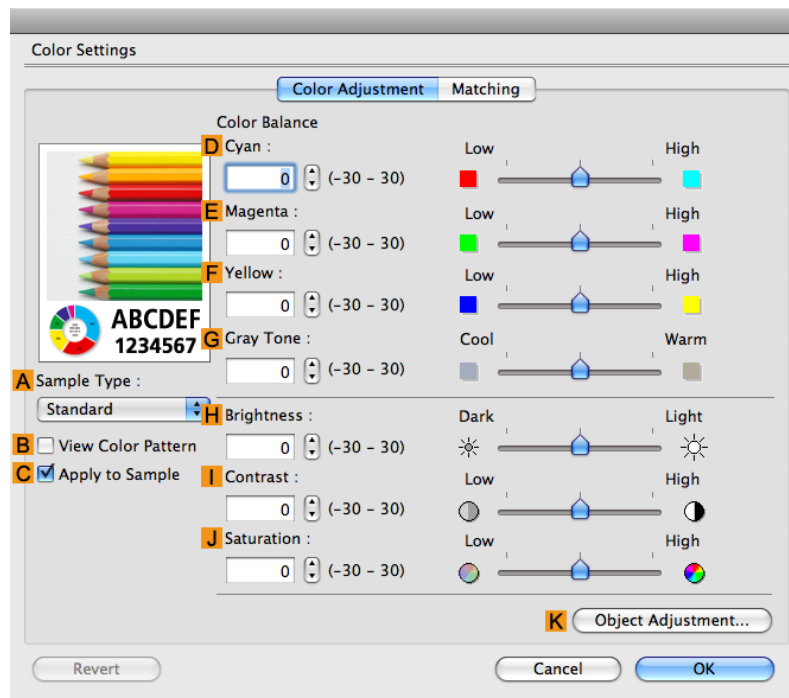 Color Settings
Color Adjustment Matching
Color Balance
D Cyan : Low High
0 (-30 – 30)
E Magenta : Low High
0 (-30 – 30)
F Yellow : Low High
0 (-30 – 30)
ABCDEF
1234567
G Gray Tone : Cool Warm
0 (-30 – 30)
A Sample Type :
Standard
H Brightness : Dark Light
B View Color Pattern 0 (-30 – 30)
C Apply to Sample I Contrast : Low High
0 (-30 – 30)
J Saturation : Low High
0 (-30 – 30)
K Object Adjustment...
Revert Cancel OK